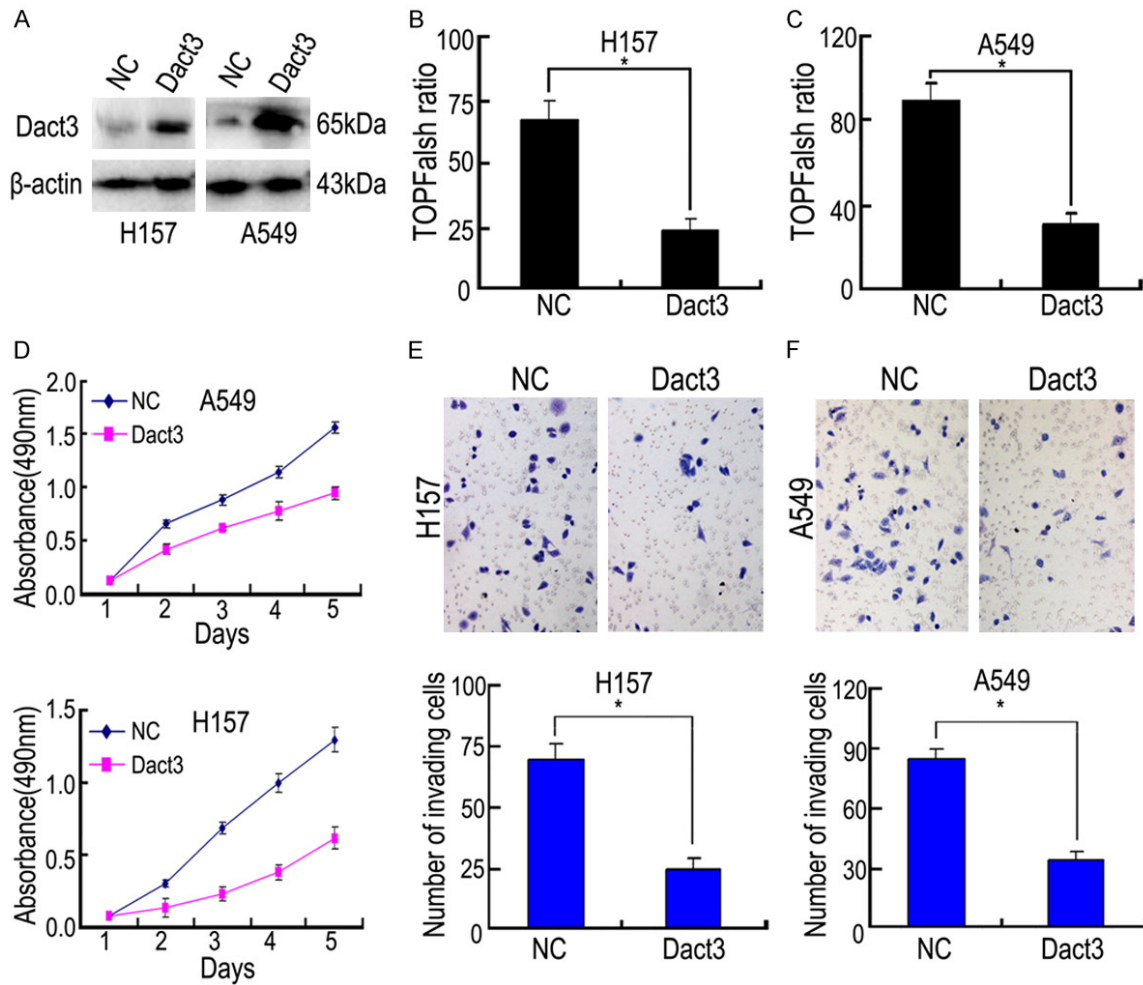 A
NC
Dact3
NC
Dact3
Dact3
65kDa
β-actin
43kDa
H157
A549
B
TOPFalsh ratio
100
75
50
25
0
H157
*
NC
Dact3
C
TOPFalsh ratio
120
80
40
0
A549
*
NC
Dact3
D
Absorbance(490nm)
2.0
1.5
1.0
0.5
0.0
NC
Dact3
A549
1 2 3 4 5
Days
Absorbance(490nm)
1.5
1.0
0.5
0.0
NC
Dact3
H157
1 2 3 4 5
Days
E
NC
Dact3
H157
Number of invading cells
100
75
50
25
0
H157
*
NC
Dact3
F
NC
Dact3
A549
Number of invading cells
120
90
60
30
0
A549
*
NC
Dact3